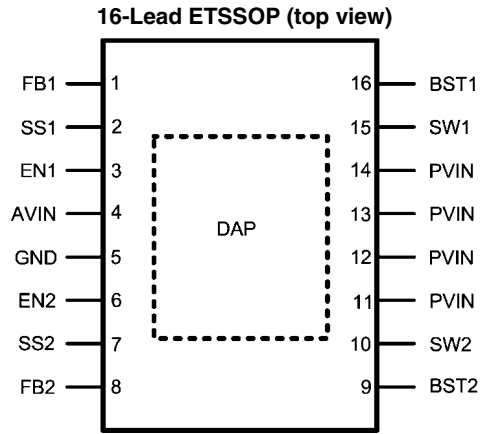 16-Lead ETSSOP (top view)
FB1 1 16 BST1
SS1 2 15 SW1
EN1 3 14 PVIN
AVIN 4 13 PVIN
DAP
GND 5 12 PVIN
EN2 6 11 PVIN
SS2 7 10 SW2
FB2 8 9 BST2